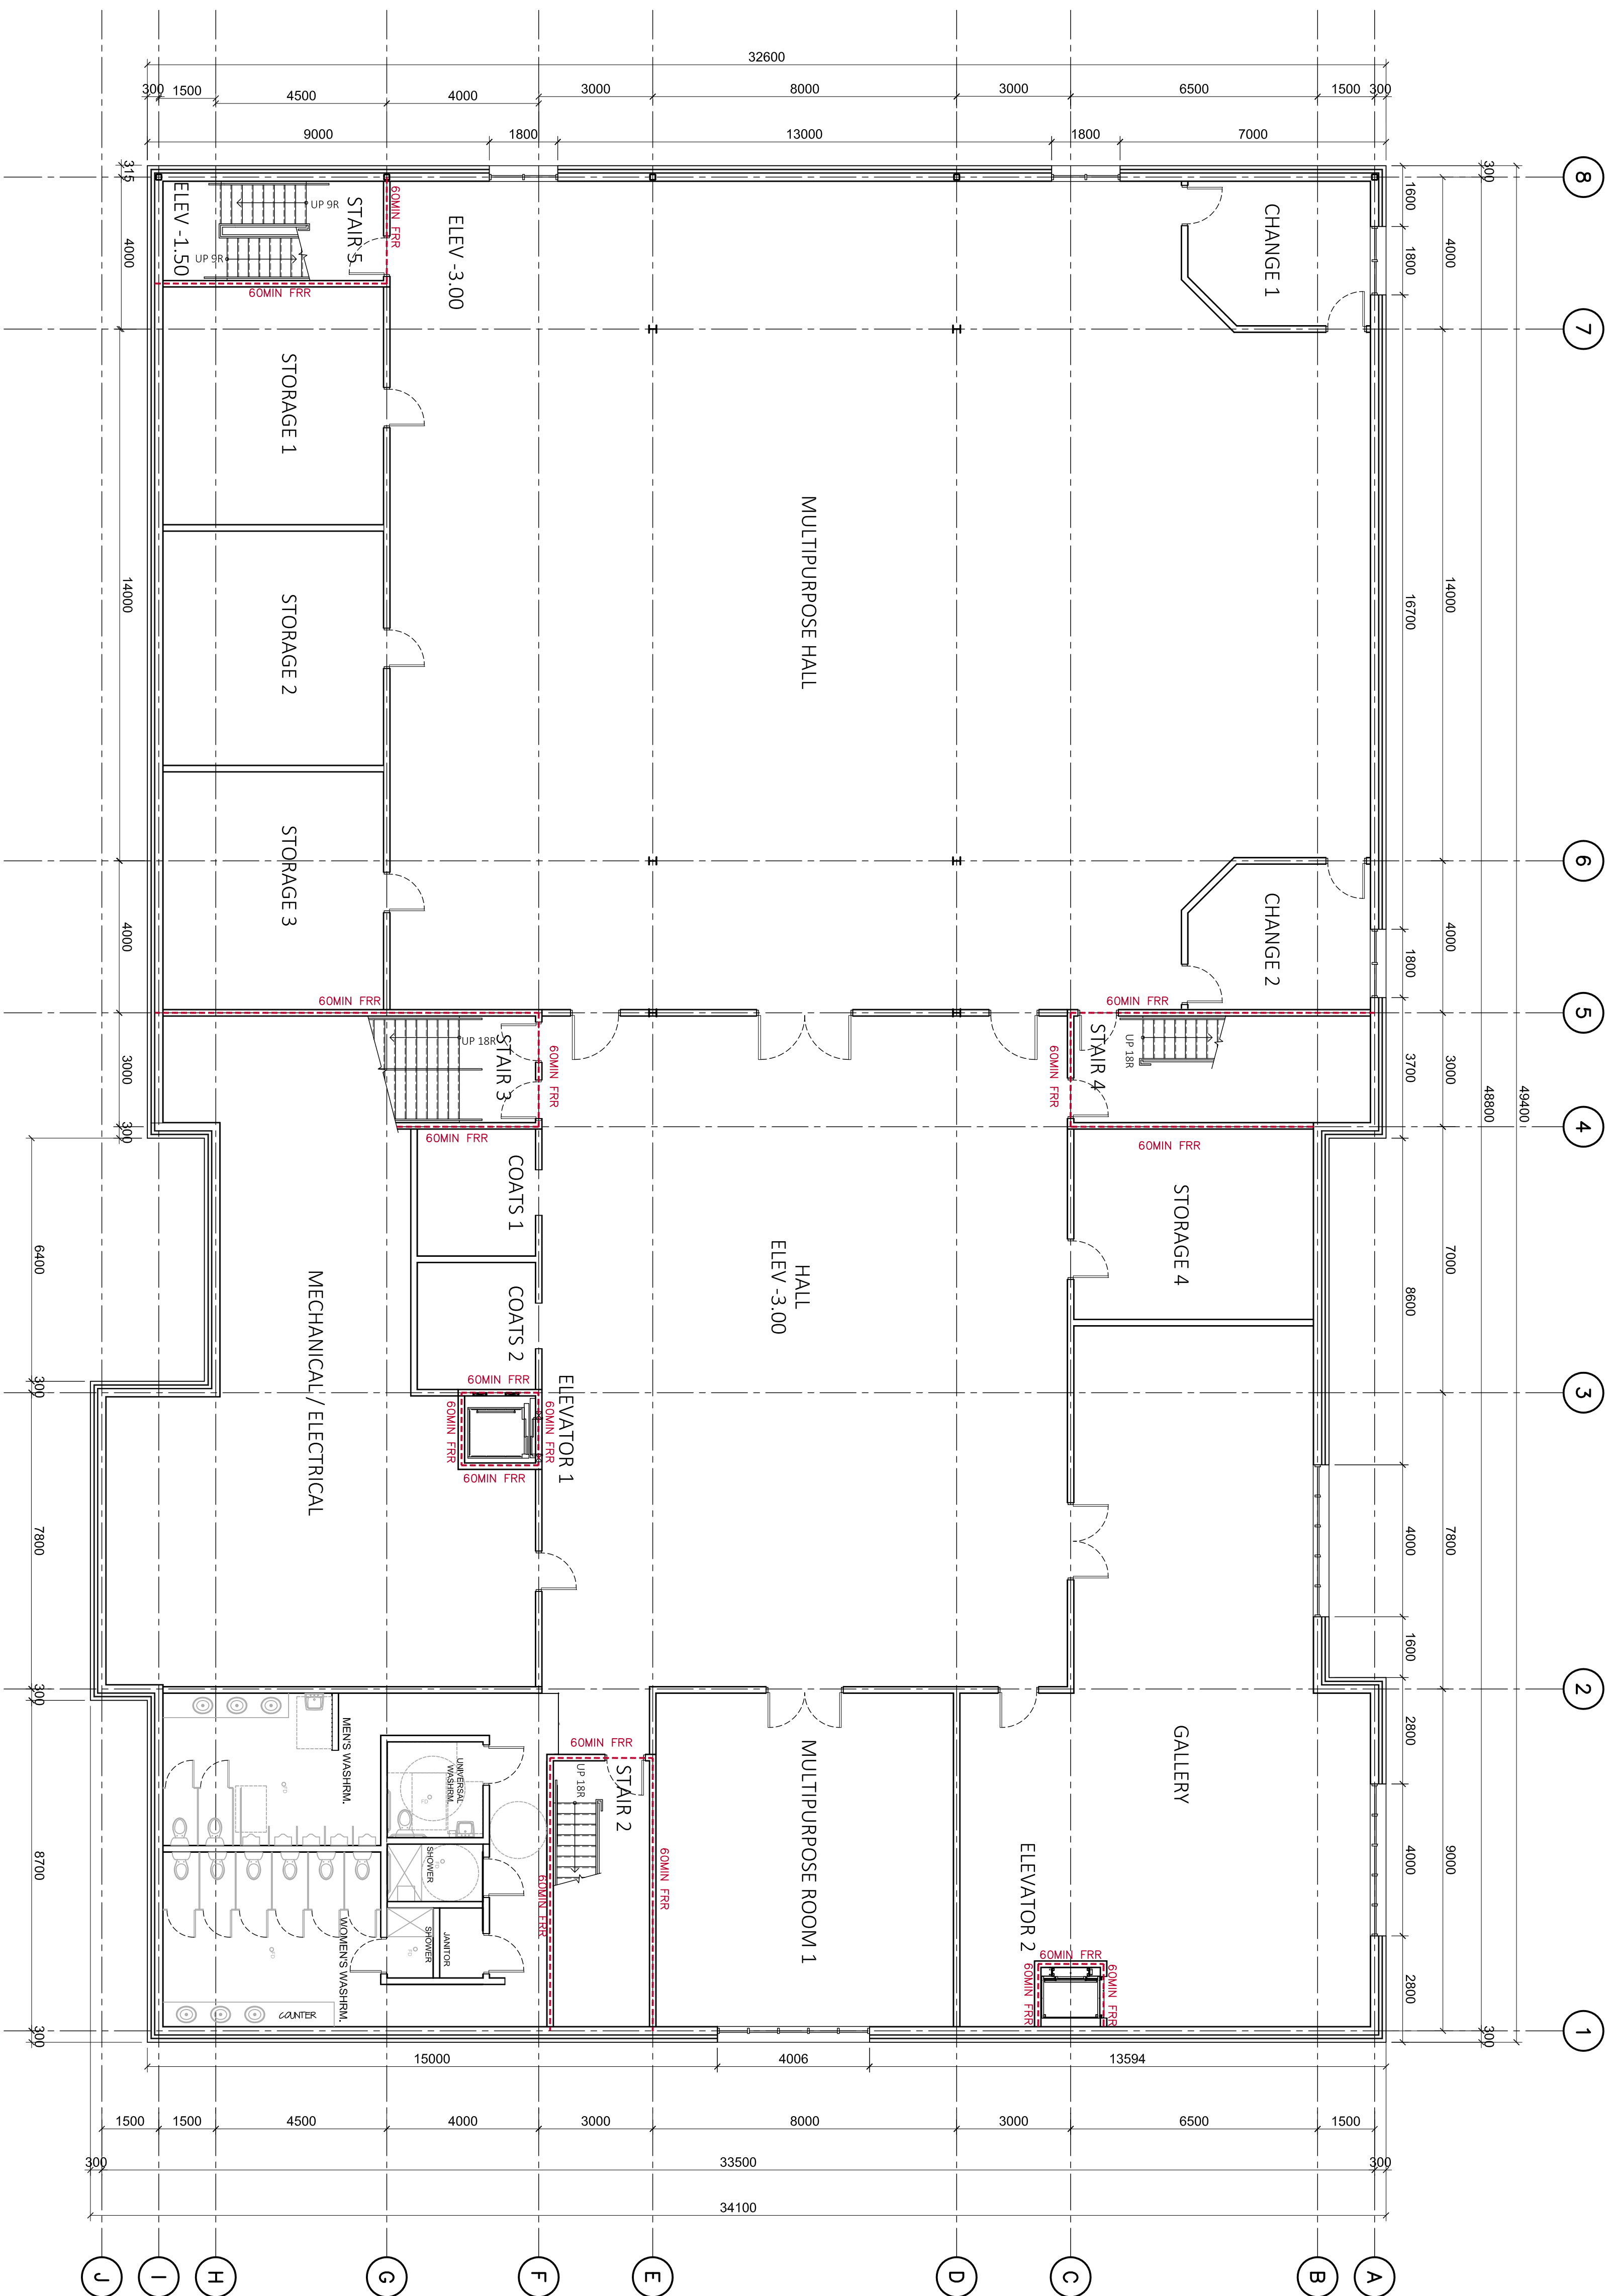 32600
300
1500
4500
4000
3000
8000
3000
6500
1500
300
9000
1800
13000
1800
7000
8
7
6
5
4
3
2
1
300
49400
48800
4000
14000
4000
3000
7000
7800
9000
300
1600
1800
16700
1800
3700
8600
4000
1600
2800
4000
2800
315
4000
14000
4000
3000
300
6400
300
7800
300
8700
300
ELEV -1.50
UP 9R
UP 9R
STAIR 5
60MIN FRR
60MIN FRR
ELEV -3.00
CHANGE 1
STORAGE 1
MULTIPURPOSE HALL
STORAGE 2
STORAGE 3
CHANGE 2
60MIN FRR
60MIN FRR
UP 18R
STAIR 3
60MIN FRR
60MIN FRR
STAIR 4
UP 18R
60MIN FRR
60MIN FRR
COATS 1
STORAGE 4
HALL
ELEV -3.00
COATS 2
MECHANICAL / ELECTRICAL
60MIN FRR
60MIN FRR
60MIN FRR
60MIN FRR
ELEVATOR 1
MEN'S WASHRM.
UNIVERSAL
WASHRM.
FD
FD
60MIN FRR
UP 18R
STAIR 2
MULTIPURPOSE ROOM 1
GALLERY
SHOWER
FD
60MIN FRR
60MIN FRR
ELEVATOR 2
WOMEN'S WASHRM.
SHOWER
JANITOR
FD
FD
60MIN FRR
60MIN FRR
60MIN FRR
COUNTER
15000
4006
13594
1500
1500
4500
4000
3000
8000
3000
6500
1500
300
33500
300
34100
J
I
H
G
F
E
D
C
B
A